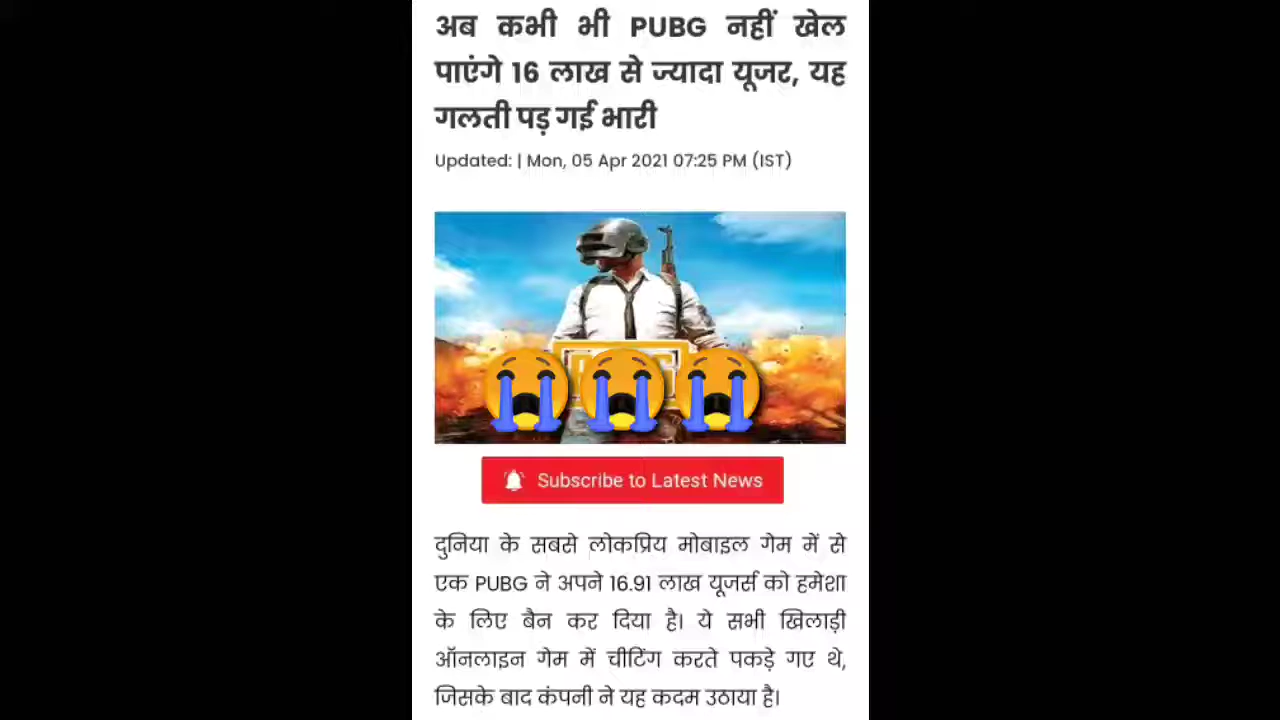 अब कभी भी PUBG नहीं खेल
पाएंगे 16 लाख से ज्यादा यूजर, यह
गलती पड़ गई भारी
Updated: | Mon, 05 Apr 2021 07:25 PM (IST)
Subscribe to Latest News
दुनिया के सबसे लोकप्रिय मोबाइल गेम में से
एक PUBG ने अपने 16.91 लाख यूजर्स को हमेशा
के लिए बैन कर दिया है। ये सभी खिलाड़ी
ऑनलाइन गेम में चीटिंग करते पकड़े गए थे,
जिसके बाद कंपनी ने यह कदम उठाया है।